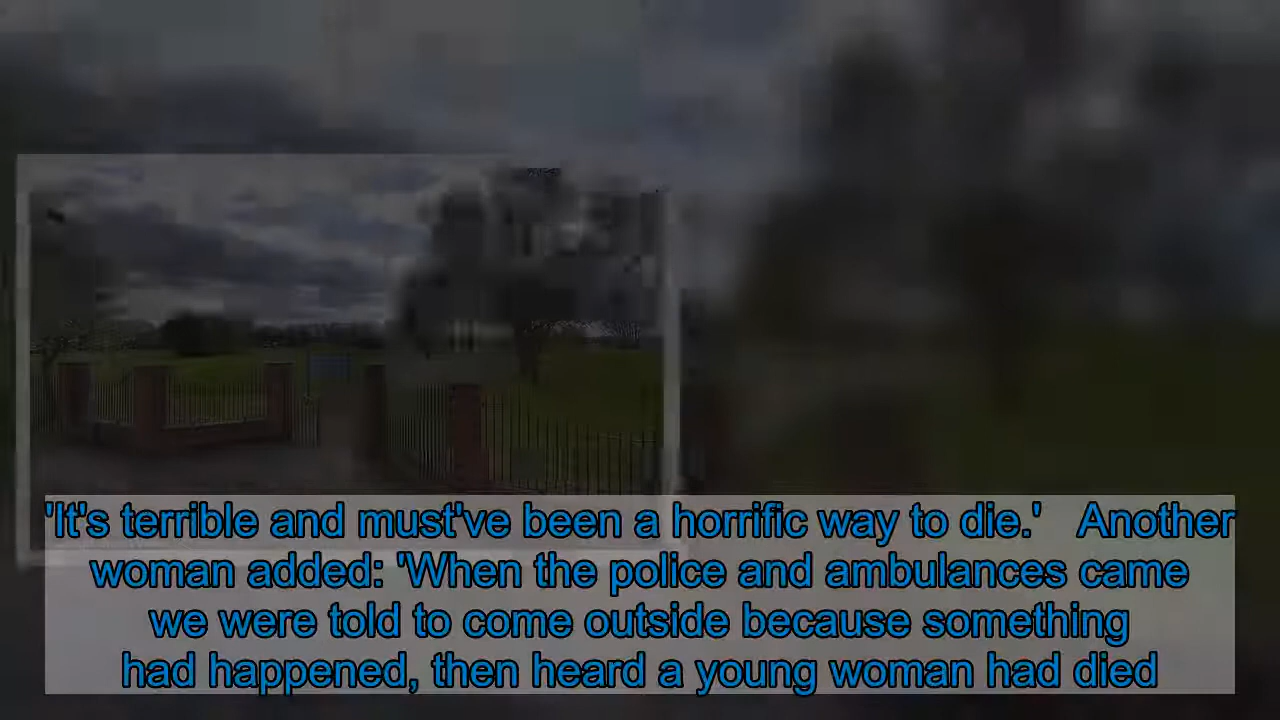 'It's terrible and must've been a horrific way to die.'   Another
woman added: 'When the police and ambulances came
we were told to come outside because something
had happened, then heard a young woman had died